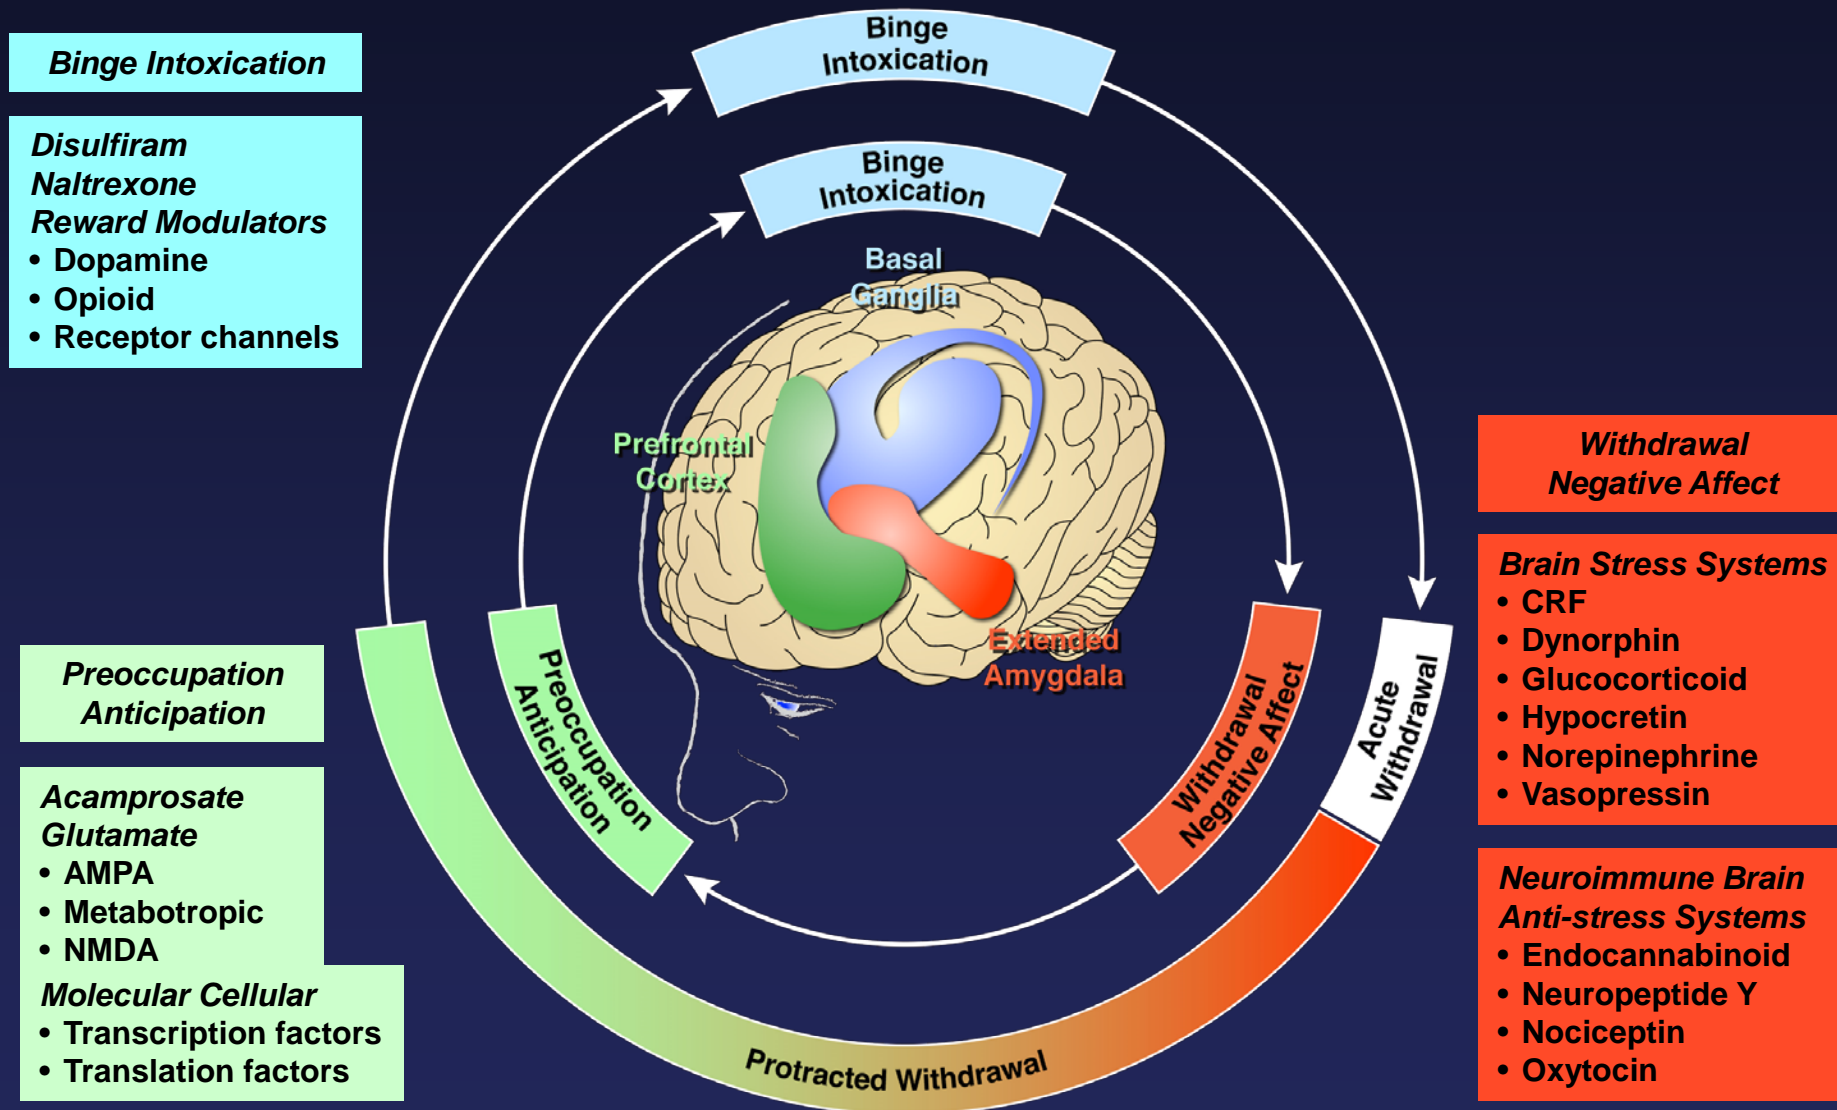 Binge Intoxication
Disulfiram
Naltrexone
Reward Modulators
• Dopamine
• Opioid
• Receptor channels
Preoccupation
Anticipation
Acamprosate
Glutamate
• AMPA
• Metabotropic
• NMDA
Molecular Cellular
• Transcription factors
• Translation factors
Binge
Intoxication
Binge
Intoxication
Basal
Ganglia
Prefrontal
Cortex
Extended
Amygdala
Preoccupation
Anticipation
Withdrawal
Negative Affect
Acute
Withdrawal
Protracted Withdrawal
Withdrawal
Negative Affect
Brain Stress Systems
• CRF
• Dynorphin
• Glucocorticoid
• Hypocretin
• Norepinephrine
• Vasopressin
Neuroimmune Brain
Anti-stress Systems
• Endocannabinoid
• Neuropeptide Y
• Nociceptin
• Oxytocin